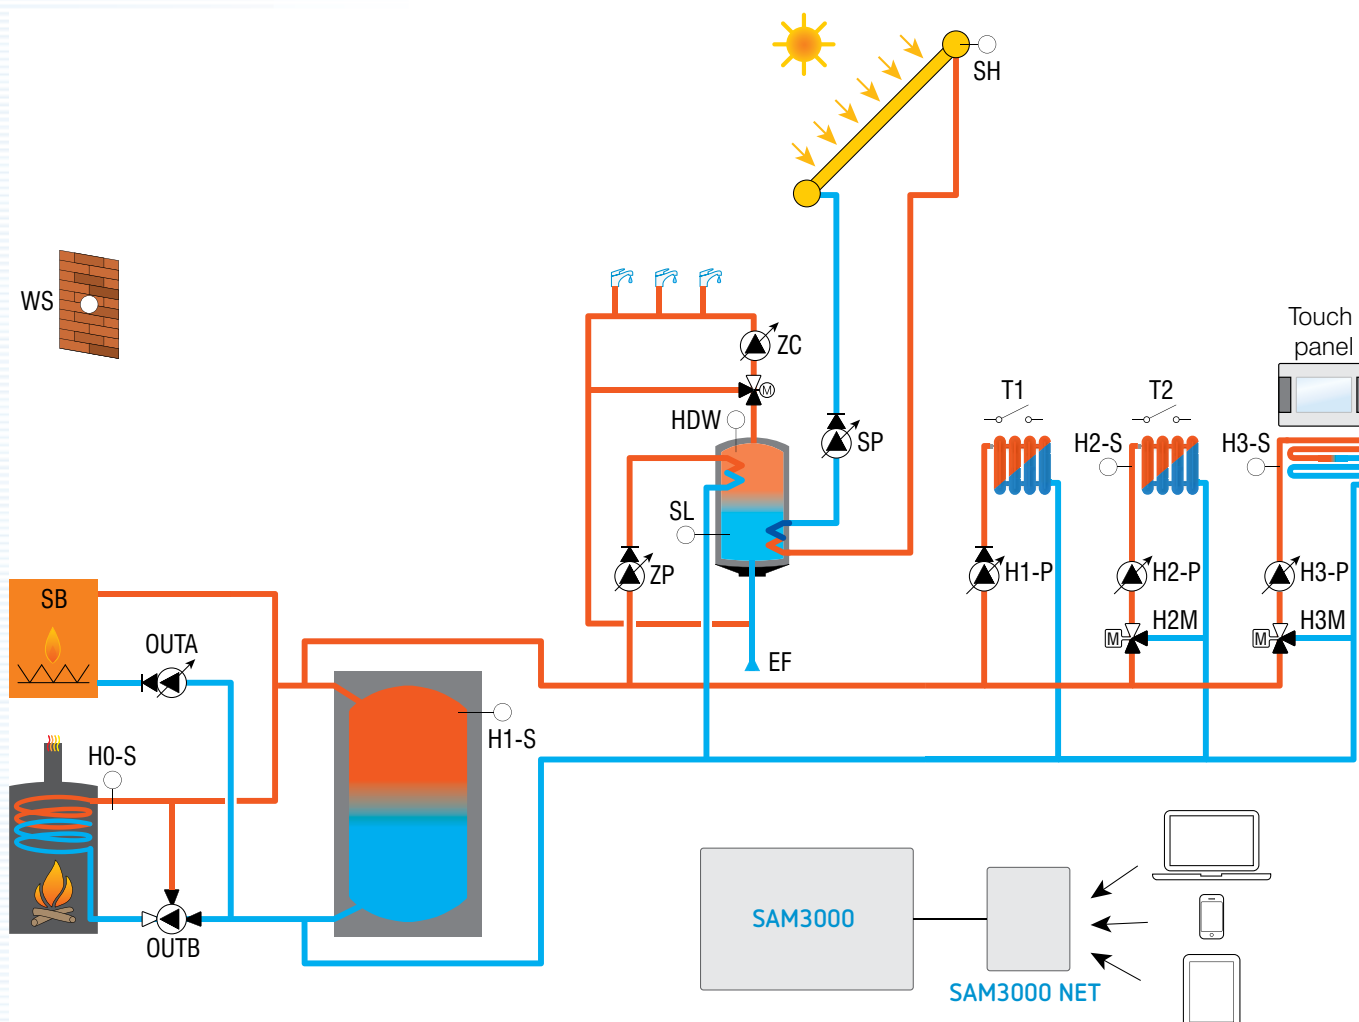 SH
WS
Touch
panel
ZC
M
T1
T2
HDW
SP
H2-S
H3-S
SL
ZP
H1-P
H2-P
H3-P
SB
OUTA
H2M
H3M
M
M
EF
H0-S
H1-S
OUTB
SAM3000
SAM3000 NET